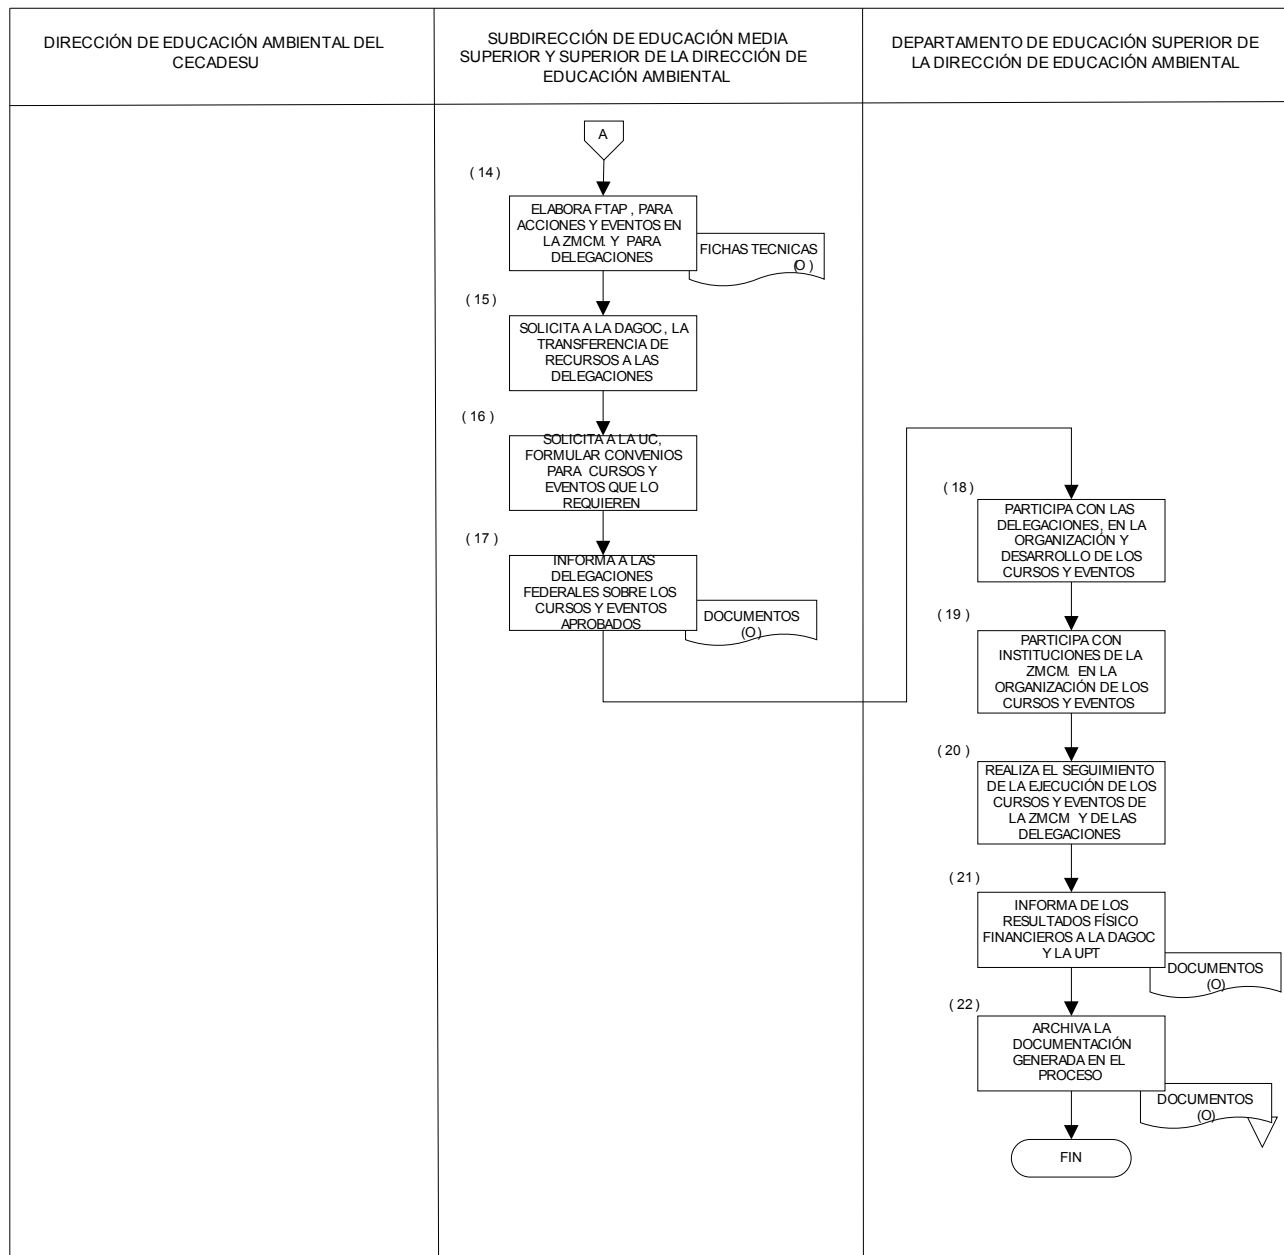 DIRECCIÓN DE EDUCACIÓN AMBIENTAL DEL
CECADESU
SUBDIRECCIÓN DE EDUCACIÓN MEDIA
SUPERIOR Y SUPERIOR DE LA DIRECCIÓN DE
EDUCACIÓN AMBIENTAL
DEPARTAMENTO DE EDUCACIÓN SUPERIOR DE
LA DIRECCIÓN DE EDUCACIÓN AMBIENTAL
A
( 14 )
ELABORA FTAP , PARA
ACCIONES Y EVENTOS EN
LA ZMCM. Y PARA
DELEGACIONES
FICHAS TECNICAS
(O )
( 15 )
SOLICITA A LA DAGOC , LA
TRANSFERENCIA DE
RECURSOS A LAS
DELEGACIONES
( 16 )
SOLICITA A LA UC,
FORMULAR CONVENIOS
PARA CURSOS Y
EVENTOS QUE LO
REQUIEREN
( 17 )
INFORMA A LAS
DELEGACIONES
FEDERALES SOBRE LOS
CURSOS Y EVENTOS
APROBADOS
DOCUMENTOS
(O)
( 18 )
PARTICIPA CON LAS
DELEGACIONES, EN LA
ORGANIZACIÓN Y
DESARROLLO DE LOS
CURSOS Y EVENTOS
( 19 )
PARTICIPA CON
INSTITUCIONES DE LA
ZMCM. EN LA
ORGANIZACIÓN DE LOS
CURSOS Y EVENTOS
( 20 )
REALIZA EL SEGUIMIENTO
DE LA EJECUCIÓN DE LOS
CURSOS Y EVENTOS DE
LA ZMCM Y DE LAS
DELEGACIONES
( 21 )
INFORMA DE LOS
RESULTADOS FÍSICO
FINANCIEROS A LA DAGOC
Y LA UPT
DOCUMENTOS
(O)
( 22 )
ARCHIVA LA
DOCUMENTACIÓN
GENERADA EN EL
PROCESO
DOCUMENTOS
(O)
FIN